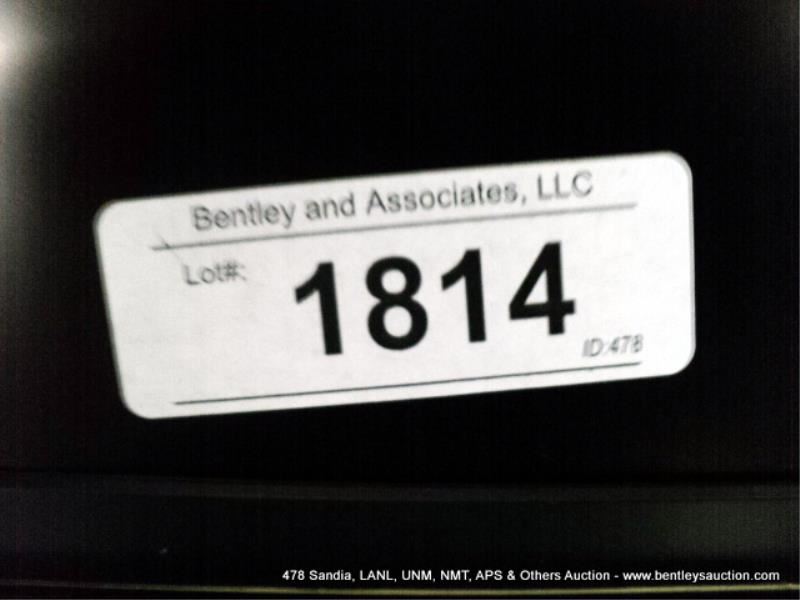 Bentley and Associates, LLC
Lot#: 1814
ID:478
478 Sandia, LANL, UNM, NMT, APS & Others Auction - www.bentleysauction.com